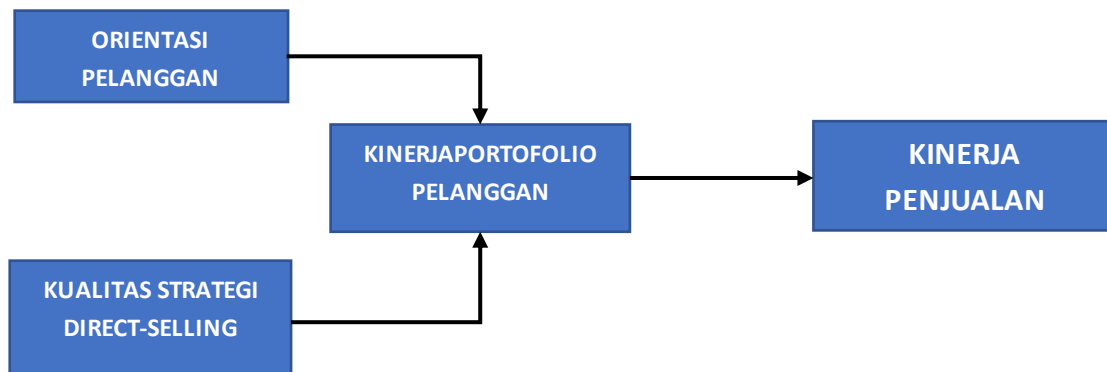 ORIENTASI
PELANGGAN
KINERJAPORTOFOLIO
PELANGGAN
KINERJA
PENJUALAN
KUALITAS STRATEGI
DIRECT-SELLING